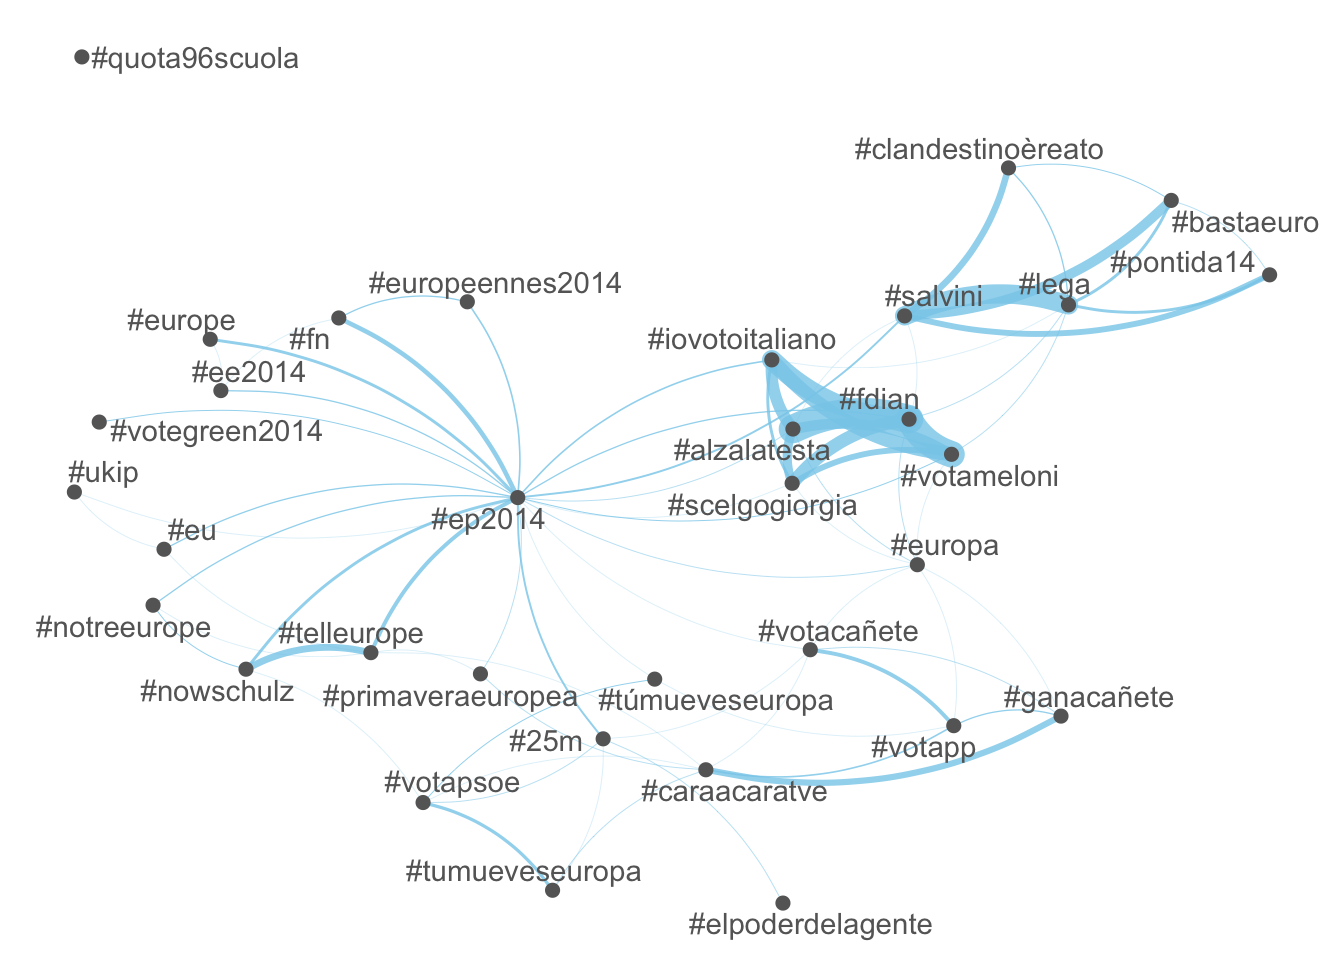 #quota96scuola
#clandestinoèreato
#bastaeuro
#pontida14
#europeennes2014
#lega
#salvini
#europe
#fn
#iovotoitaliano
#ee2014
#fdian
#votegreen2014
#alzalatesta
#ukip
#votameloni
#scelgogiorgia
#ep2014
#eu
#europa
#notreeurope
#telleurope
#votacañete
#nowschulz
#primaveraeuropea
#túmueveseuropa
#ganacañete
#25m
#votapp
#votapsoe
#caraacaratve
#tumueveseuropa
#elpoderdelagente